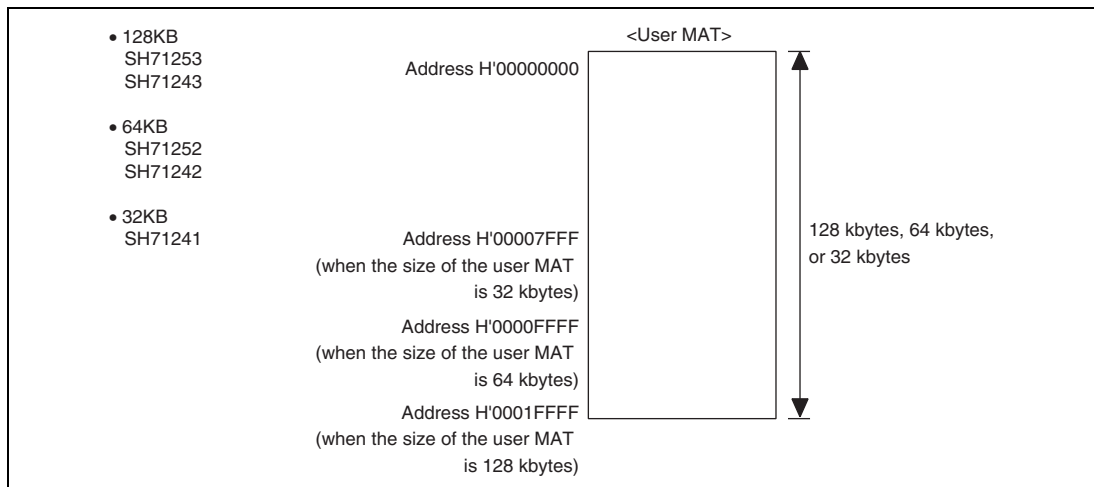 • 128KB
SH71253
SH71243
• 64KB
SH71252
SH71242
• 32KB
SH71241
<User MAT>
Address H'00000000
Address H'00007FFF
(when the size of the user MAT
is 32 kbytes)
Address H'0000FFFF
(when the size of the user MAT
is 64 kbytes)
Address H'0001FFFF
(when the size of the user MAT
is 128 kbytes)
128 kbytes, 64 kbytes,
or 32 kbytes